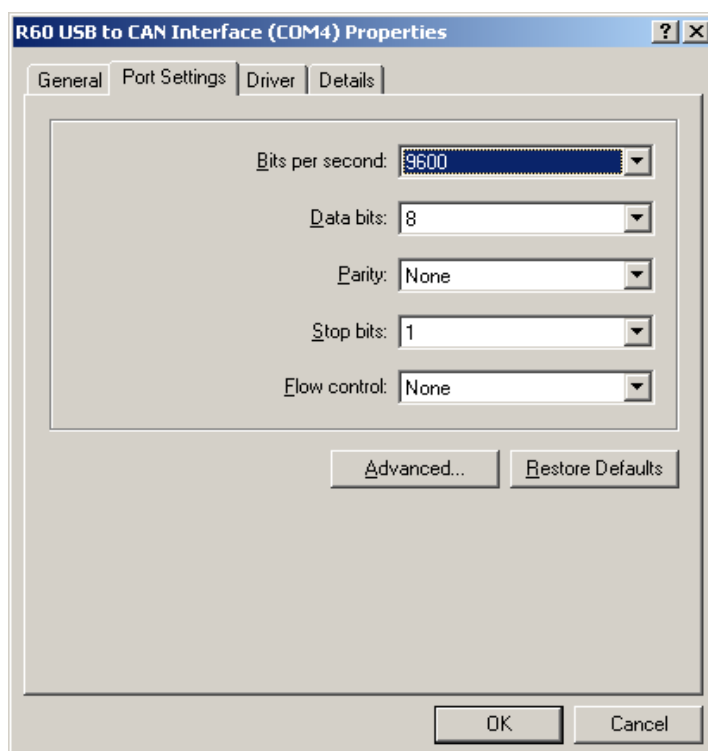 R60 USB to CAN Interface (COM4) Properties
General Port Settings Driver Details
Bits per second: 9600
Data bits: 8
Parity: None
Stop bits: 1
Flow control: None
Advanced... Restore Defaults
OK Cancel